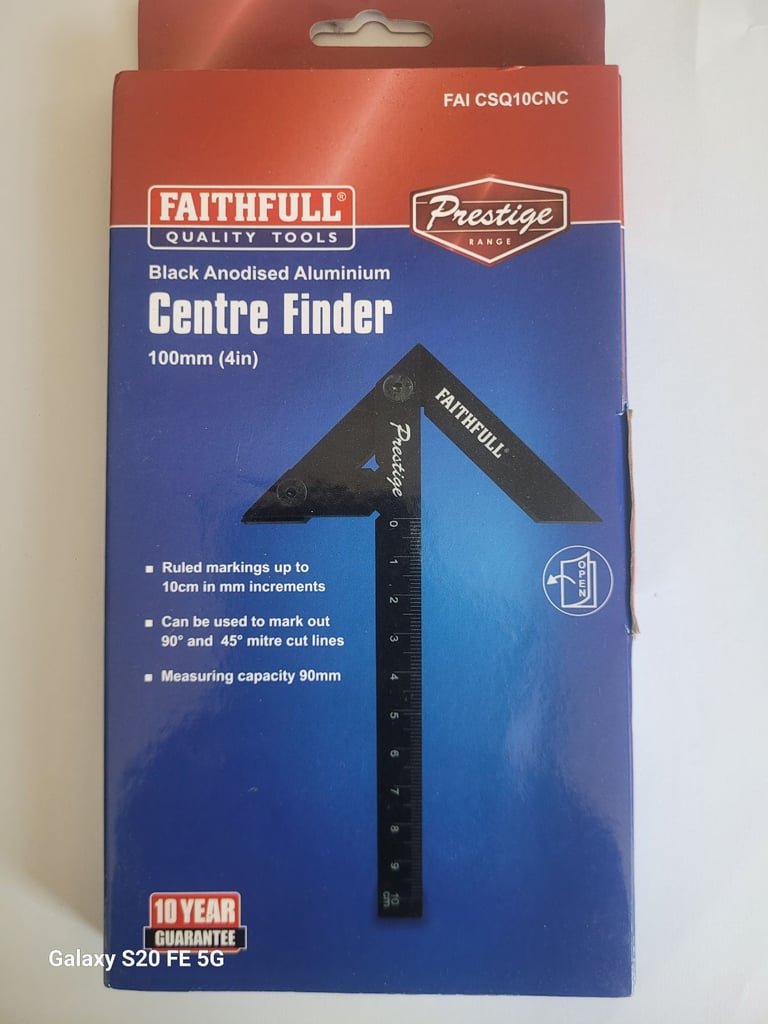 FAI CSQ10CNC
FAITHFULL®
QUALITY TOOLS
Prestige
RANGE
Black Anodised Aluminium
Centre Finder
100mm (4in)
FAITHFULL®
Prestige
0
1
2
3
4
5
6
7
8
9
10
cm
▪ Ruled markings up to
10cm in mm increments
▪ Can be used to mark out
90° and 45° mitre cut lines
▪ Measuring capacity 90mm
OPEN
10 YEAR
GUARANTEE
Galaxy S20 FE 5G